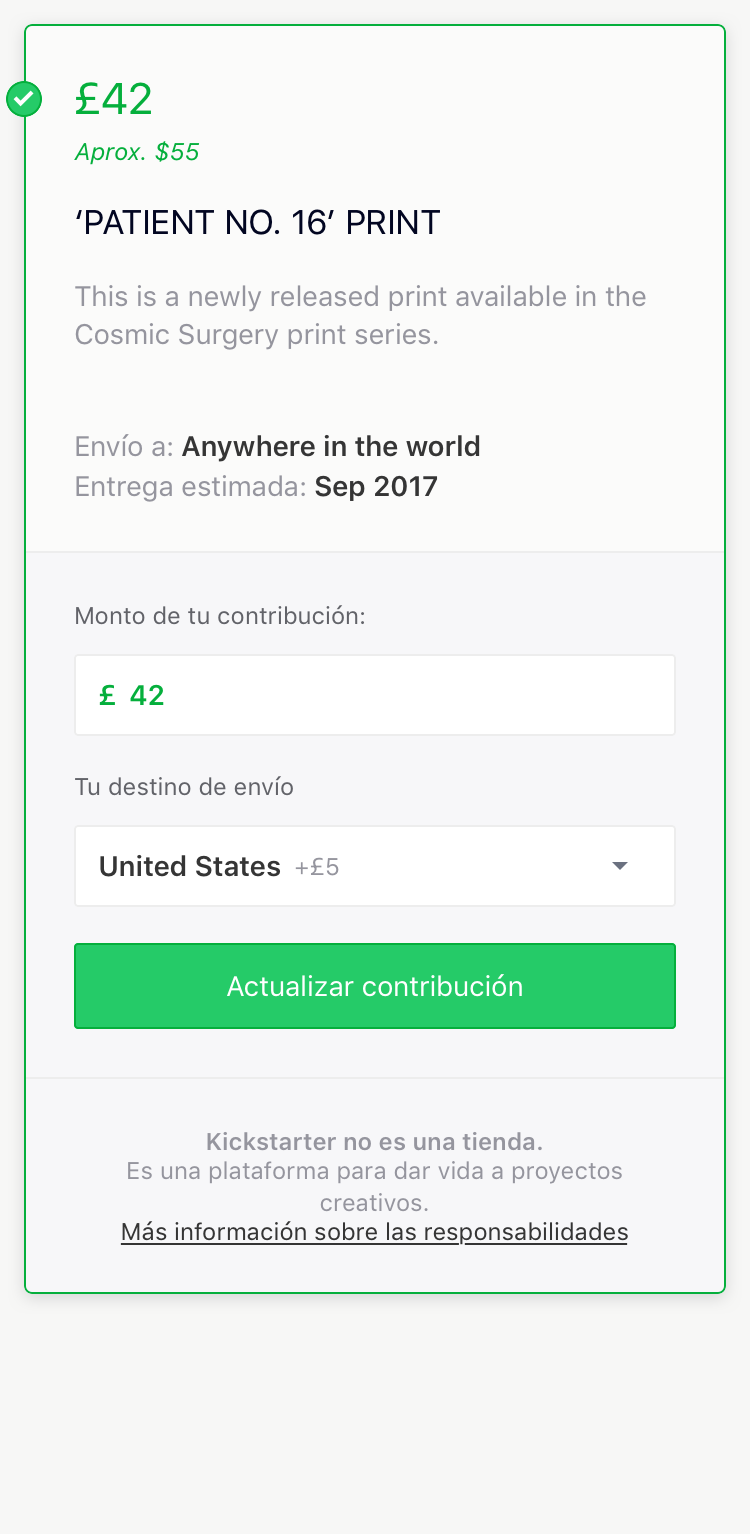 £42
Aprox. $55
‘PATIENT NO. 16’ PRINT
This is a newly released print available in the
Cosmic Surgery print series.
Envío a: Anywhere in the world
Entrega estimada: Sep 2017
Monto de tu contribución:
£ 42
Tu destino de envío
United States +£5
Actualizar contribución
Kickstarter no es una tienda.
Es una plataforma para dar vida a proyectos
creativos.
Más información sobre las responsabilidades